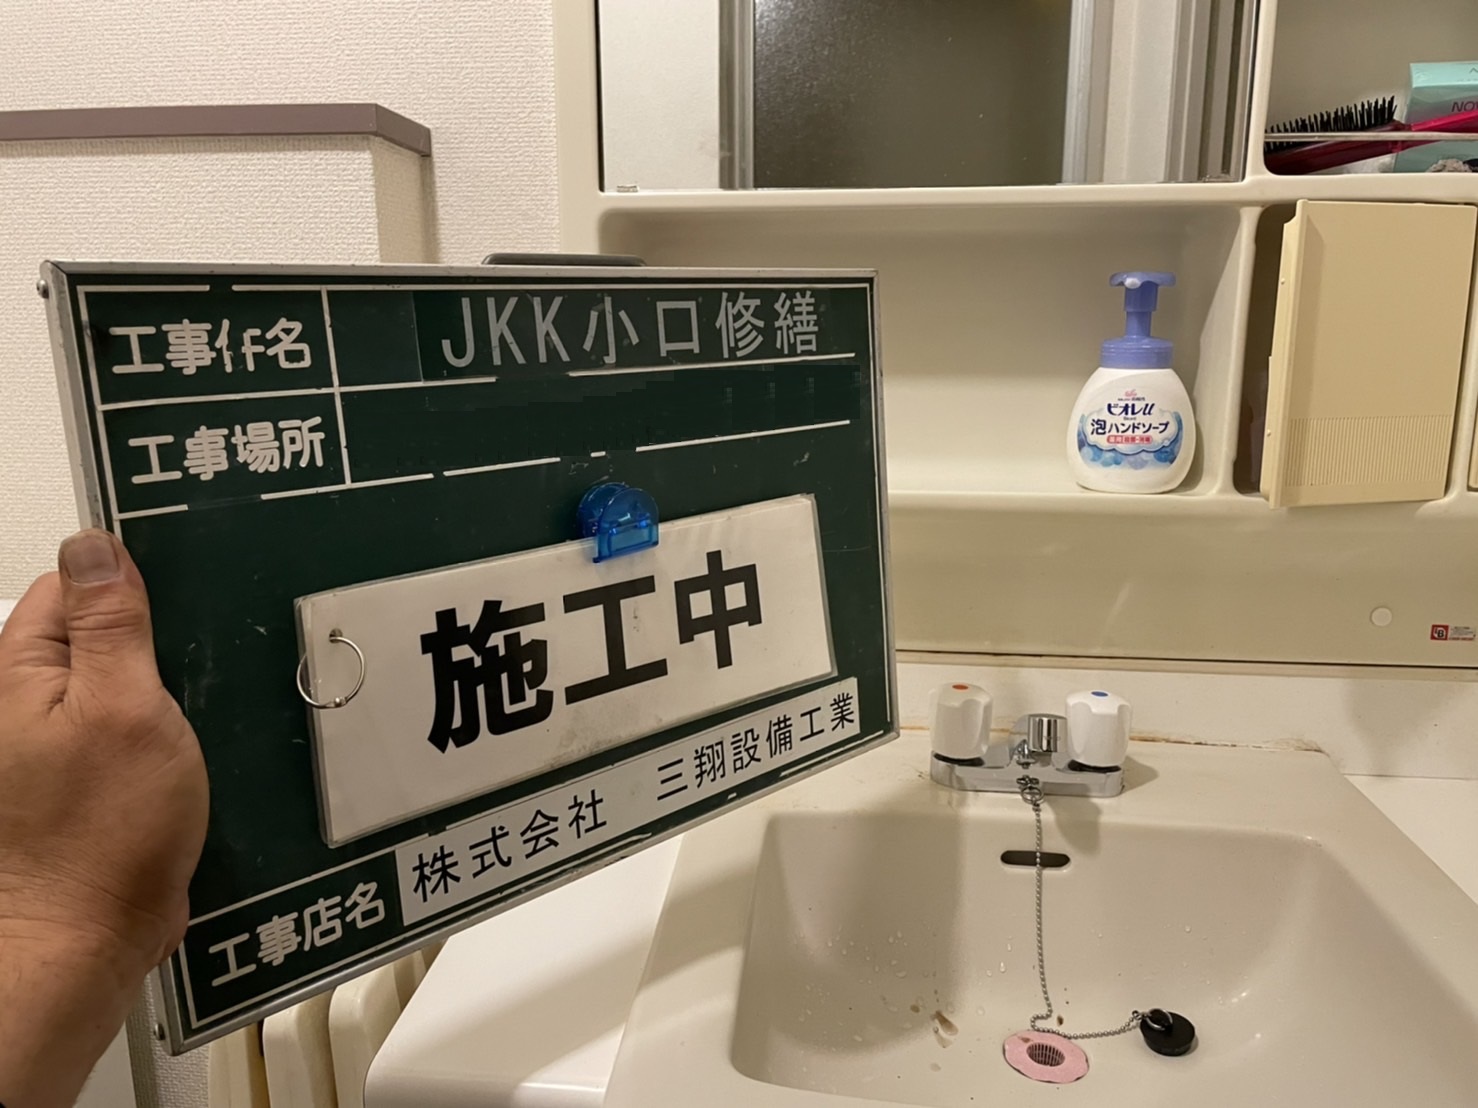 工事件名 JKK小口修繕
工事場所
施工中
工事店名 株式会社 三翔設備工業
ビオレu
泡ハンドソープ